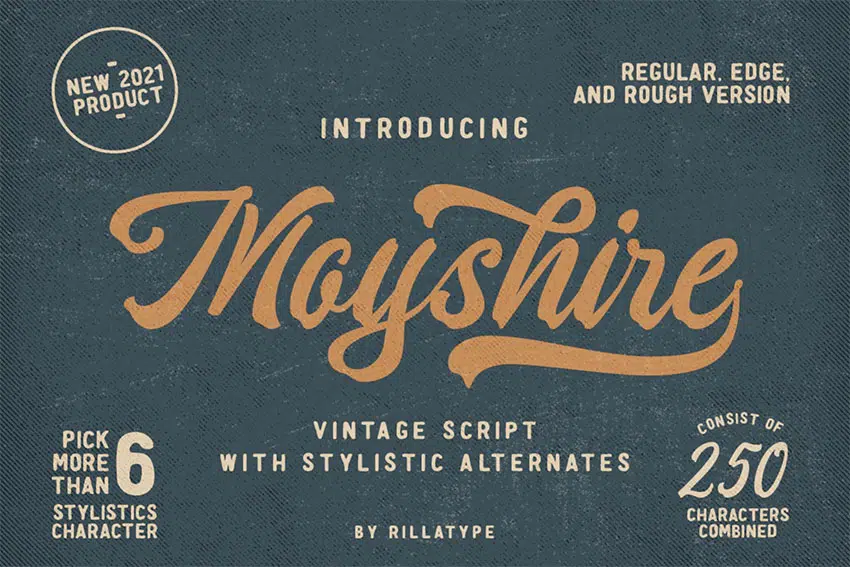 NEW 2021
PRODUCT
REGULAR, EDGE,
AND ROUGH VERSION
INTRODUCING
Moyshire
VINTAGE SCRIPT
WITH STYLISTIC ALTERNATES
PICK
MORE
THAN 6
STYLISTICS
CHARACTER
BY RILLATYPE
CONSIST OF
250
CHARACTERS
COMBINED